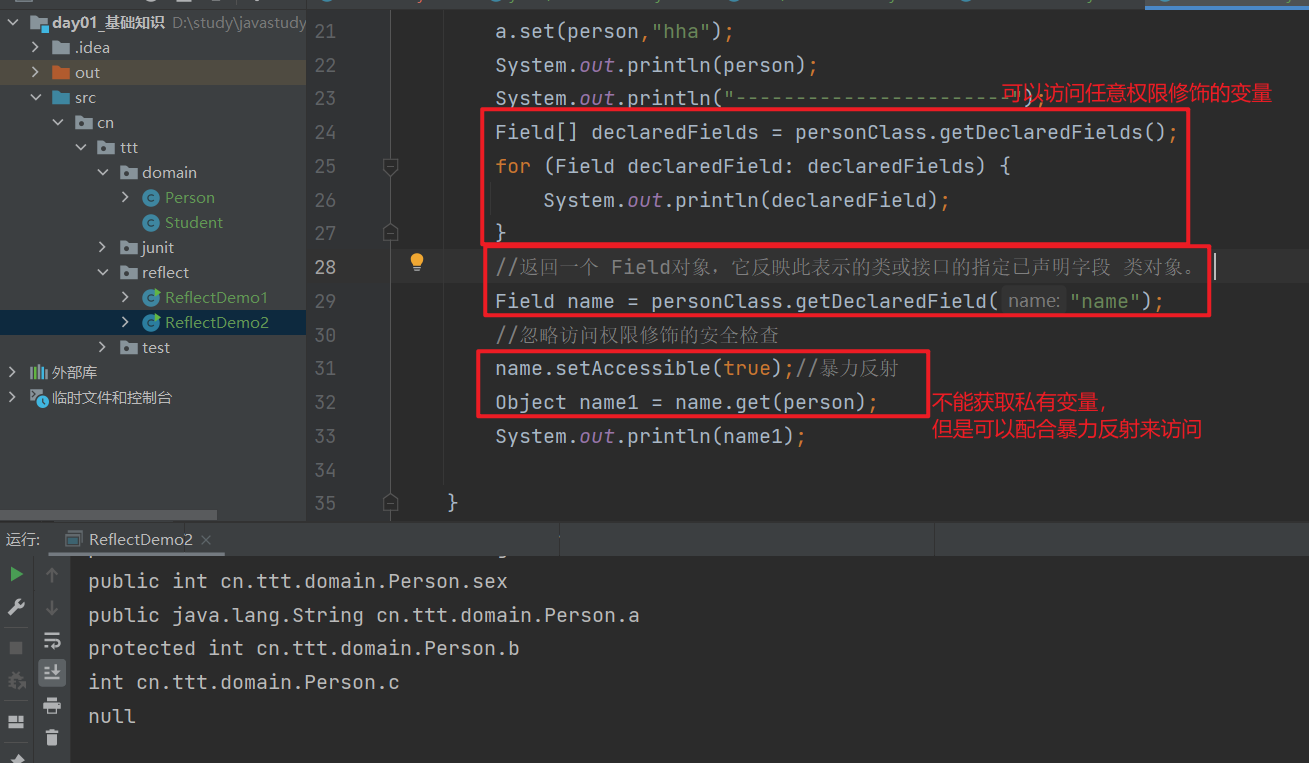 day01_基础知识 D:\study\javastudy
.idea
out
src
cn
ttt
domain
Person
Student
junit
reflect
ReflectDemo1
ReflectDemo2
test
外部库
临时文件和控制台
21 a.set(person,"hha");
22 System.out.println(person);
23 System.out.println("-----------------------");
可以访问任意权限修饰的变量
24 Field[] declaredFields = personClass.getDeclaredFields();
25 for (Field declaredField: declaredFields) {
26 System.out.println(declaredField);
27 }
28 //返回一个 Field对象，它反映此表示的类或接口的指定已声明字段 类对象。
29 Field name = personClass.getDeclaredField( name: "name");
30 //忽略访问权限修饰的安全检查
31 name.setAccessible(true);//暴力反射
32 Object name1 = name.get(person);
不能获取私有变量，
但是可以配合暴力反射来访问
33 System.out.println(name1);
34
35 }
运行: ReflectDemo2
public int cn.ttt.domain.Person.sex
public java.lang.String cn.ttt.domain.Person.a
protected int cn.ttt.domain.Person.b
int cn.ttt.domain.Person.c
null